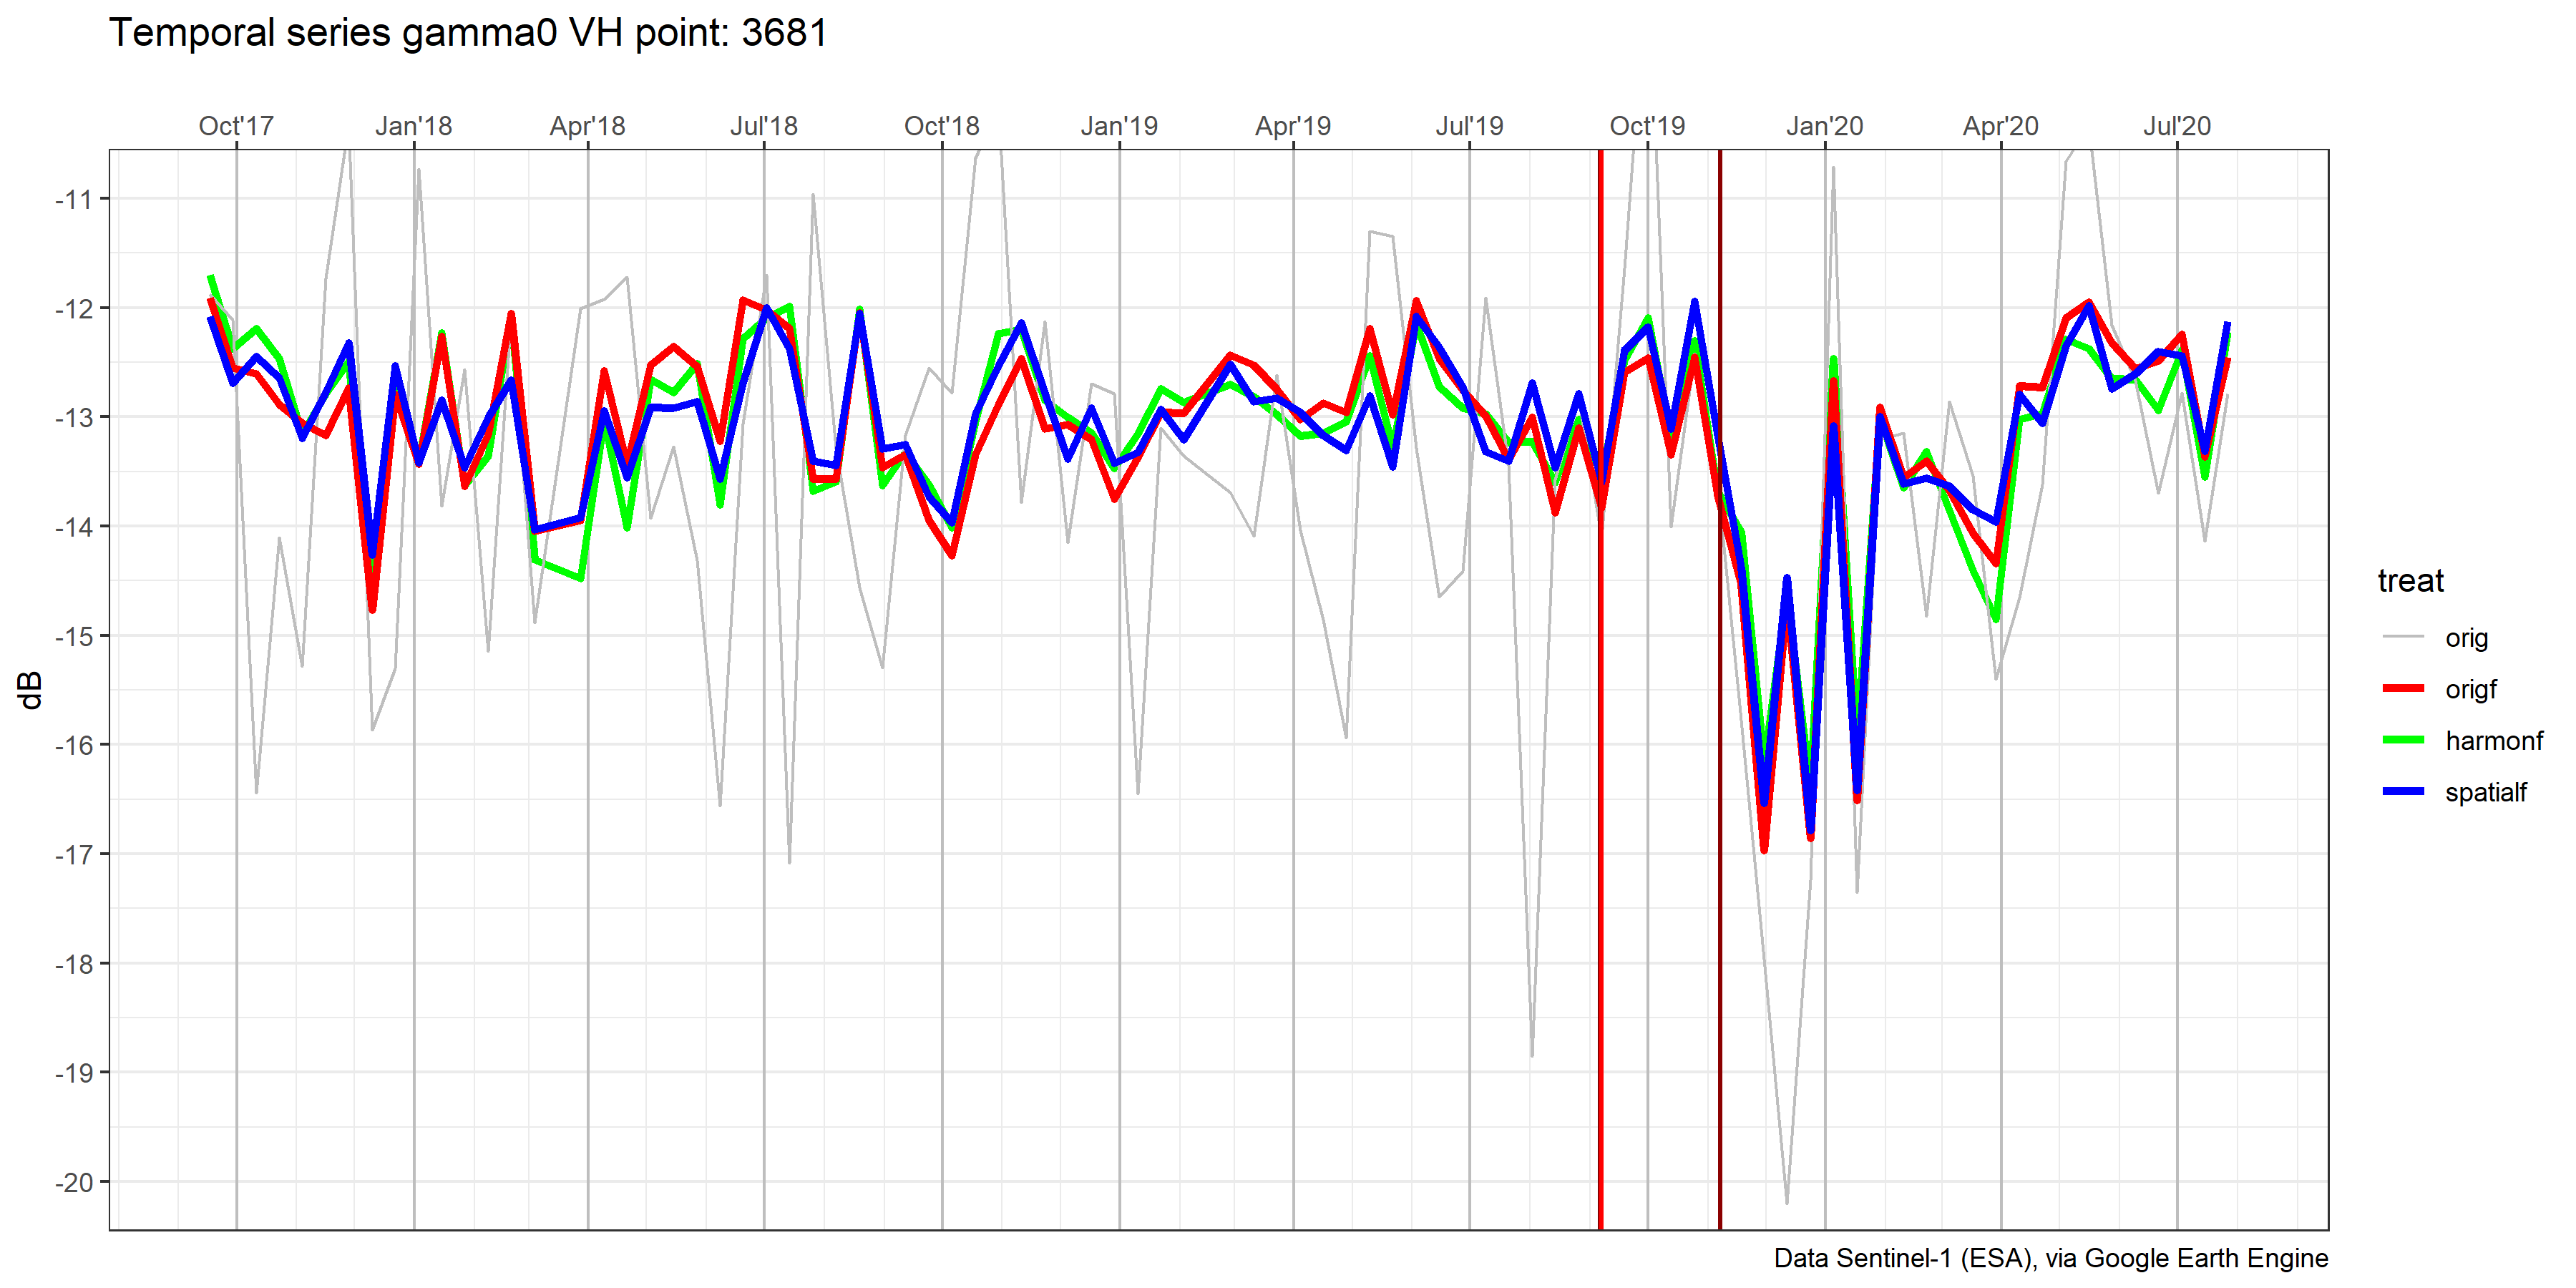 Temporal series gamma0 VH point: 3681
Oct'17 Jan'18 Apr'18 Jul'18 Oct'18 Jan'19 Apr'19 Jul'19 Oct'19 Jan'20 Apr'20 Jul'20
-11
-12
-13
-14
-15
-16
-17
-18
-19
-20
dB
treat
orig
origf
harmonf
spatialf
Data Sentinel-1 (ESA), via Google Earth Engine